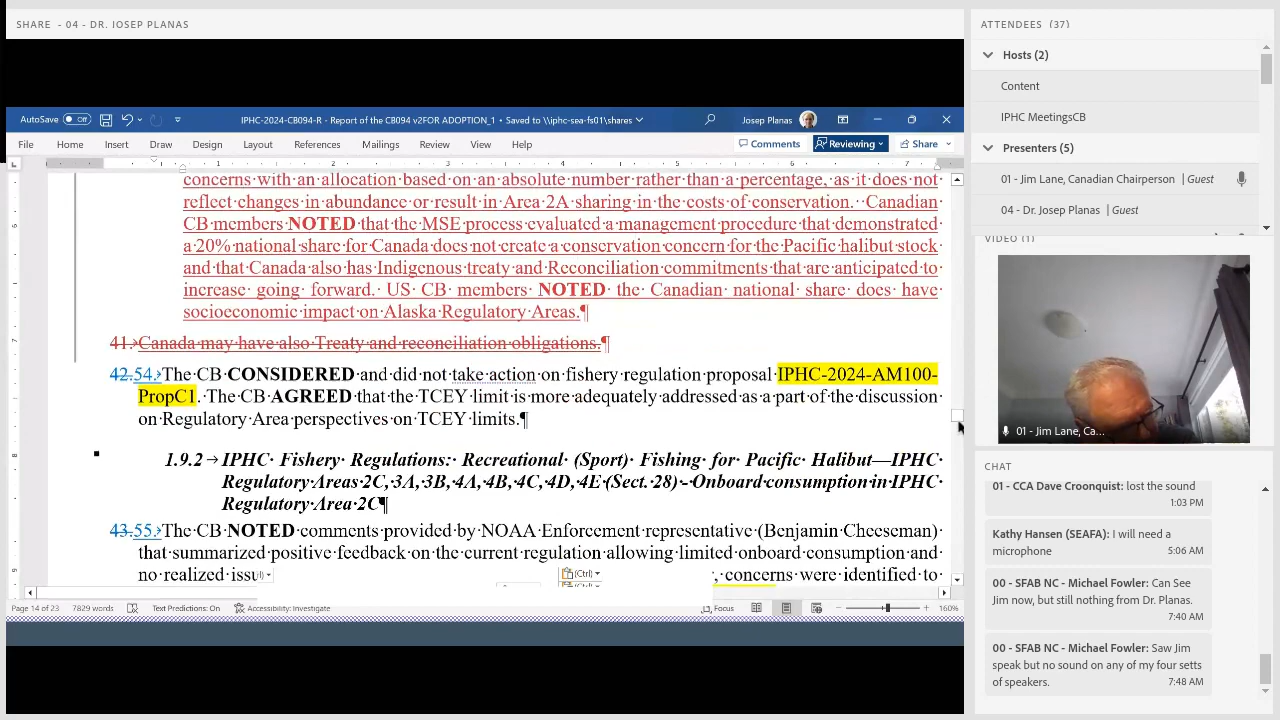 SHARE - 04 - DR. JOSEP PLANAS
AutoSave Off IPHC-2024-CB094-R - Report of the CB094 v2FOR ADOPTION_1 • Saved to \\iphc-sea-fs01\shares Josep Planas
File Home Insert Draw Design Layout References Mailings Review View Help Comments Reviewing Share
concerns with an allocation based on an absolute number rather than a percentage, as it does not
reflect changes in abundance or result in Area 2A sharing in the costs of conservation. Canadian
CB members NOTED that the MSE process evaluated a management procedure that demonstrated
a 20% national share for Canada does not create a conservation concern for the Pacific halibut stock
and that Canada also has Indigenous treaty and Reconciliation commitments that are anticipated to
increase going forward. US CB members NOTED the Canadian national share does have
socioeconomic impact on Alaska Regulatory Areas.¶
41. Canada may have also Treaty and reconciliation obligations.¶
42.54. The CB CONSIDERED and did not take action on fishery regulation proposal IPHC-2024-AM100-
PropC1. The CB AGREED that the TCEY limit is more adequately addressed as a part of the discussion
on Regulatory Area perspectives on TCEY limits.¶
1.9.2 → IPHC Fishery Regulations: Recreational (Sport) Fishing for Pacific Halibut—IPHC
Regulatory Areas 2C, 3A, 3B, 4A, 4B, 4C, 4D, 4E (Sect. 28) - Onboard consumption in IPHC
Regulatory Area 2C¶
43.55. The CB NOTED comments provided by NOAA Enforcement representative (Benjamin Cheeseman)
that summarized positive feedback on the current regulation allowing limited onboard consumption and
no realized issu (Ctrl) , concerns were identified to
Page 14 of 23 7829 words Text Predictions: On Accessibility: Investigate Focus 160%
ATTENDEES (37)
Hosts (2)
Content
IPHC MeetingsCB
Presenters (5)
01 - Jim Lane, Canadian Chairperson | Guest
04 - Dr. Josep Planas | Guest
VIDEO (1)
01 - Jim Lane, Ca...
CHAT
01 - CCA Dave Croonquist: lost the sound
1:03 PM
Kathy Hansen (SEAFA): I will need a
microphone
5:06 AM
00 - SFAB NC - Michael Fowler: Can See
Jim now, but still nothing from Dr. Planas.
7:40 AM
00 - SFAB NC - Michael Fowler: Saw Jim
speak but no sound on any of my four setts
of speakers.
7:48 AM